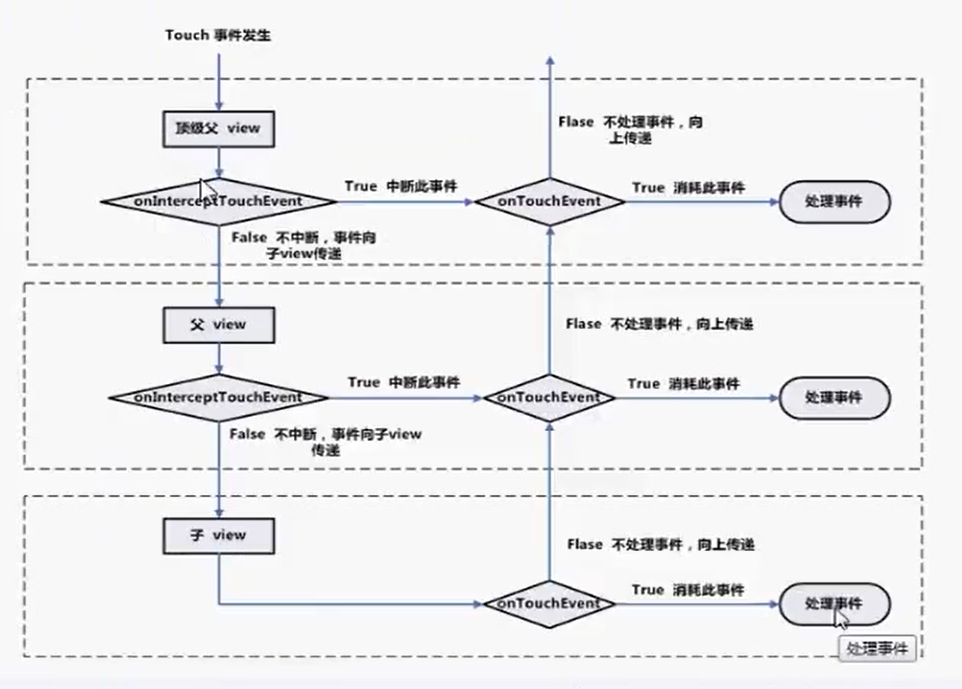 Touch 事件发生
顶级父 view
Flase 不处理事件，向
上传递
onInterceptTouchEvent
True 中断此事件
onTouchEvent
True 消耗此事件
处理事件
False 不中断，事件向
子view传递
父 view
Flase 不处理事件，向上传递
onInterceptTouchEvent
True 中断此事件
onTouchEvent
True 消耗此事件
处理事件
False 不中断，事件向子view
传递
子 view
Flase 不处理事件，向上传递
onTouchEvent
True 消耗此事件
处理事件
处理事件